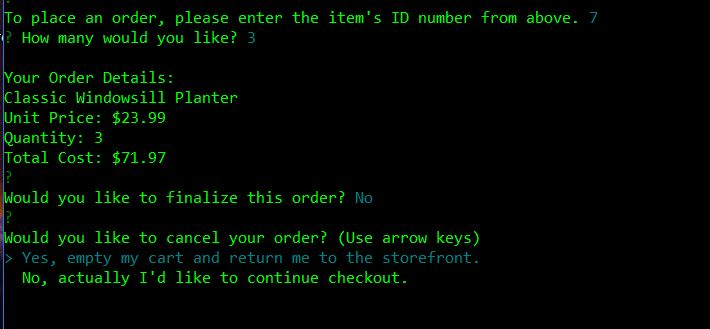 To place an order, please enter the item's ID number from above. 7
? How many would you like? 3
Your Order Details:
Classic Windowsill Planter
Unit Price: $23.99
Quantity: 3
Total Cost: $71.97
?
Would you like to finalize this order? No
?
Would you like to cancel your order? (Use arrow keys)
> Yes, empty my cart and return me to the storefront.
No, actually I'd like to continue checkout.